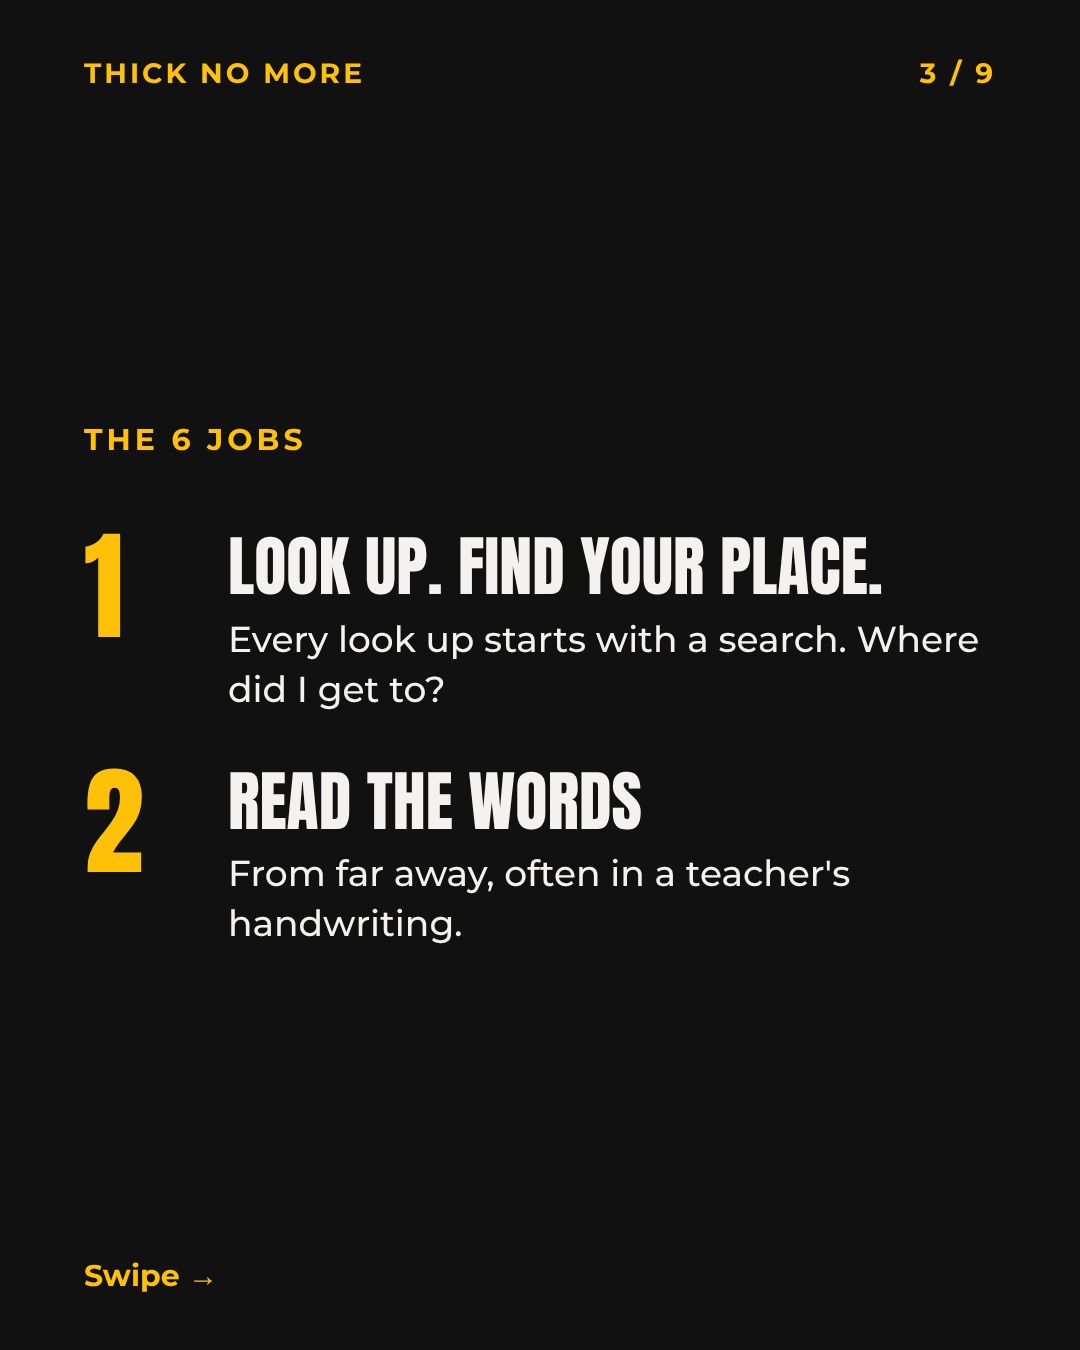 THICK NO MORE
3 / 9
THE 6 JOBS
1
LOOK UP. FIND YOUR PLACE.
Every look up starts with a search. Where
did I get to?
2
READ THE WORDS
From far away, often in a teacher's
handwriting.
Swipe →